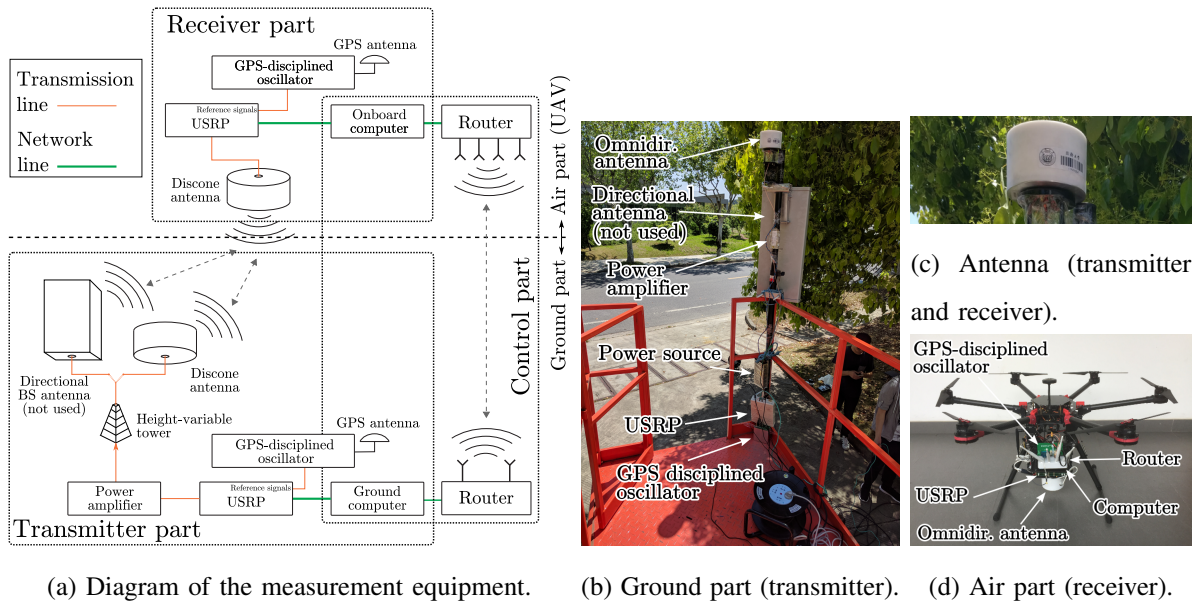 Receiver part
GPS antenna
GPS-disciplined
oscillator
Transmission
line
Network
line
Reference signals
USRP
Onboard
computer
Router
Discone
antenna
Air part (UAV)
Ground part
Control part
Directional
BS antenna
(not used)
Discone
antenna
Height-variable
tower
GPS-disciplined
oscillator
GPS antenna
Power
amplifier
Reference signals
USRP
Ground
computer
Router
Transmitter part
(a) Diagram of the measurement equipment.
Omnidir.
antenna
Directional
antenna
(not used)
Power
amplifier
Power source
USRP
GPS disciplined
oscillator
(b) Ground part (transmitter).
(c) Antenna (transmitter
and receiver).
GPS-disciplined
oscillator
Router
USRP
Computer
Omnidir. antenna
(d) Air part (receiver).